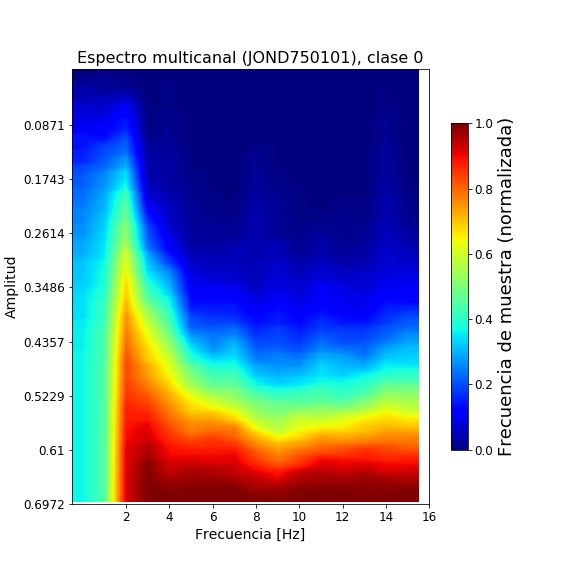 Espectro multicanal (JOND750101), clase 0
Amplitud
0.0871
0.1743
0.2614
0.3486
0.4357
0.5229
0.61
0.6972
2 4 6 8 10 12 14 16
Frecuencia [Hz]
1.0
0.8
0.6
0.4
0.2
0.0
Frecuencia de muestra (normalizada)